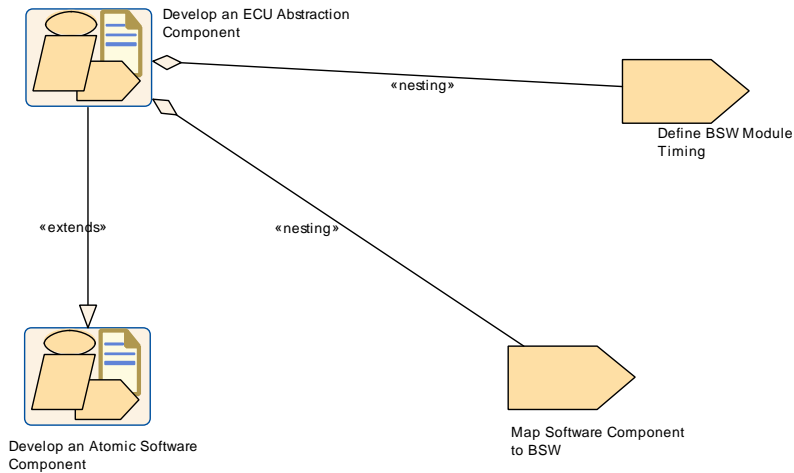 Develop an ECU Abstraction
Component
«nesting»
Define BSW Module
Timing
«extends»
«nesting»
Map Software Component
to BSW
Develop an Atomic Software
Component